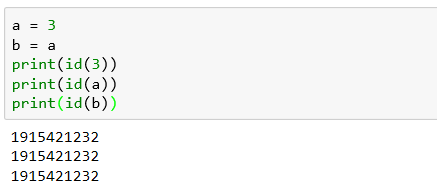 a = 3
b = a
print(id(3))
print(id(a))
print(id(b))
1915421232
1915421232
1915421232